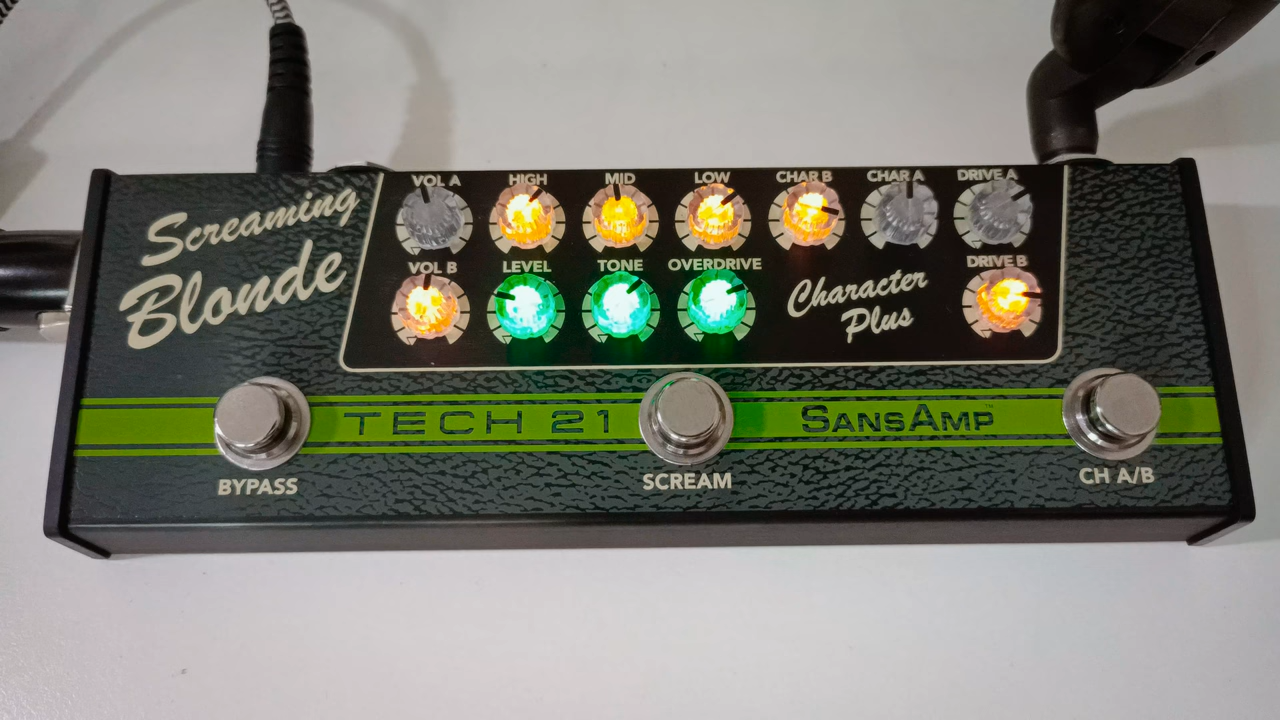 Screaming
Blonde
VOL A HIGH MID LOW CHAR B CHAR A DRIVE A
VOL B LEVEL TONE OVERDRIVE DRIVE B
Character
Plus
TECH 21 SANSAMP™
BYPASS SCREAM CH A/B